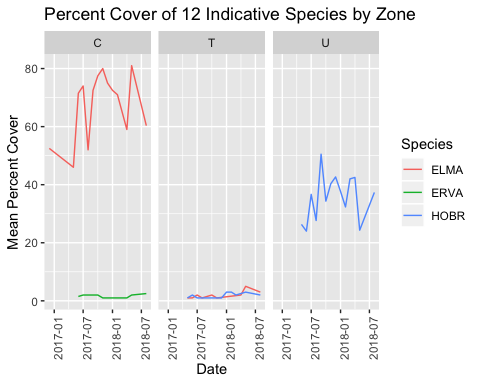 Percent Cover of 12 Indicative Species by Zone
C T U
80
60
40
20
0
Mean Percent Cover
2017-01 2017-07 2018-01 2018-07 2017-01 2017-07 2018-01 2018-07 2017-01 2017-07 2018-01 2018-07
Date
Species
ELMA
ERVA
HOBR